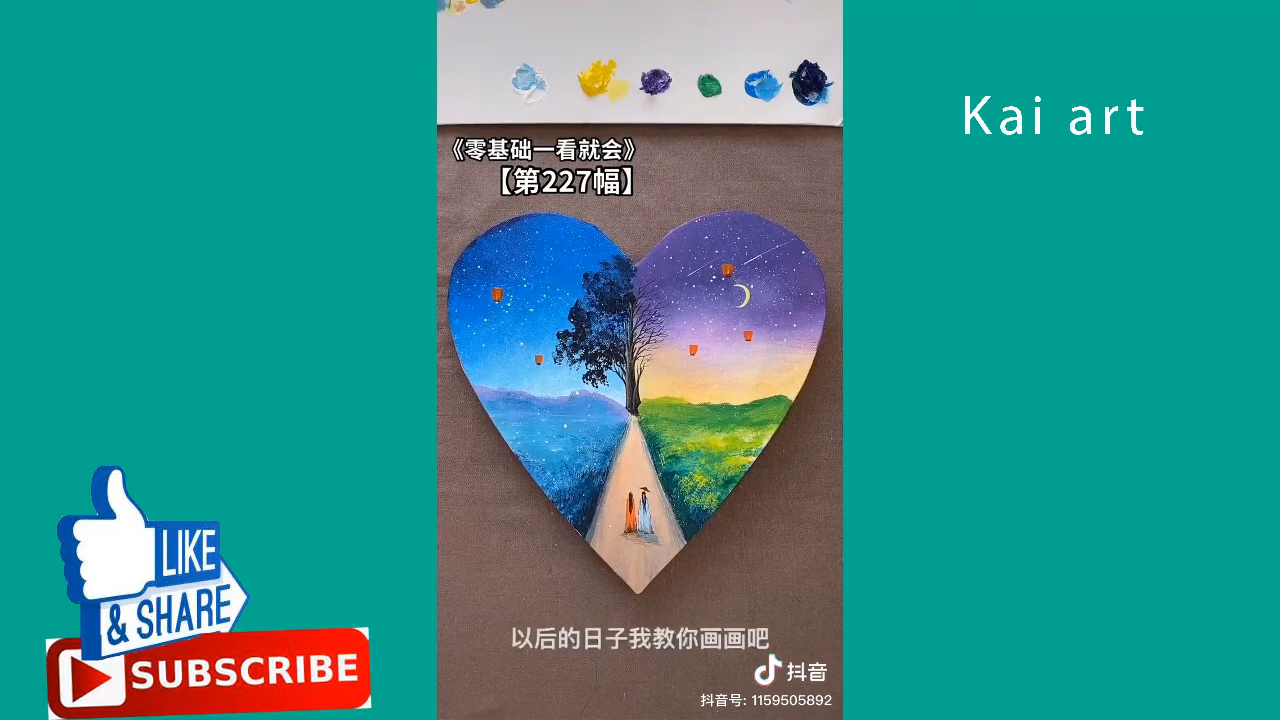 Kai art
《零基础一看就会》
【第227幅】
LIKE
& SHARE
SUBSCRIBE
以后的日子我教你画画吧
抖音
抖音号: 1159505892